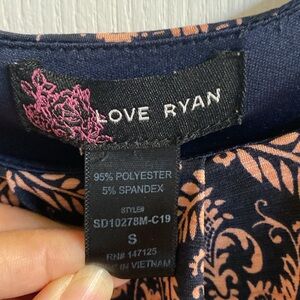 LOVE RYAN
95% POLYESTER
5% SPANDEX
STYLE#
SD10278M-C19
S
RN# 147125
IN VIETNAM